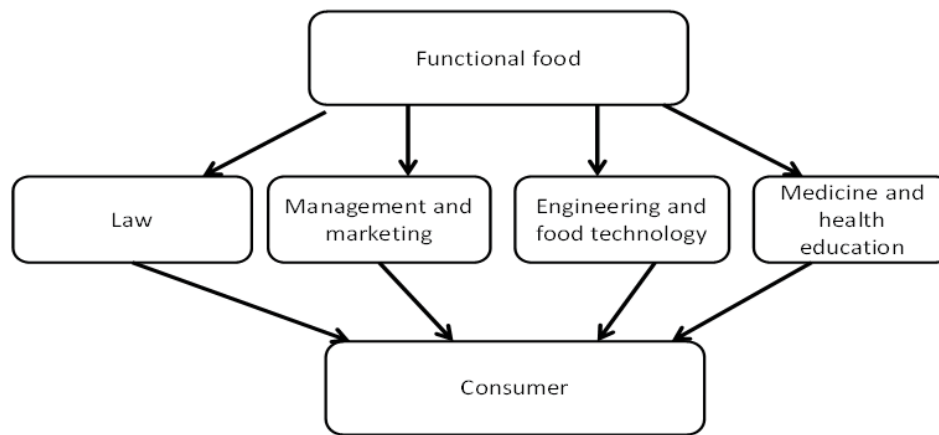 Functional food
Law
Management and
marketing
Engineering and
food technology
Medicine and
health
education
Consumer